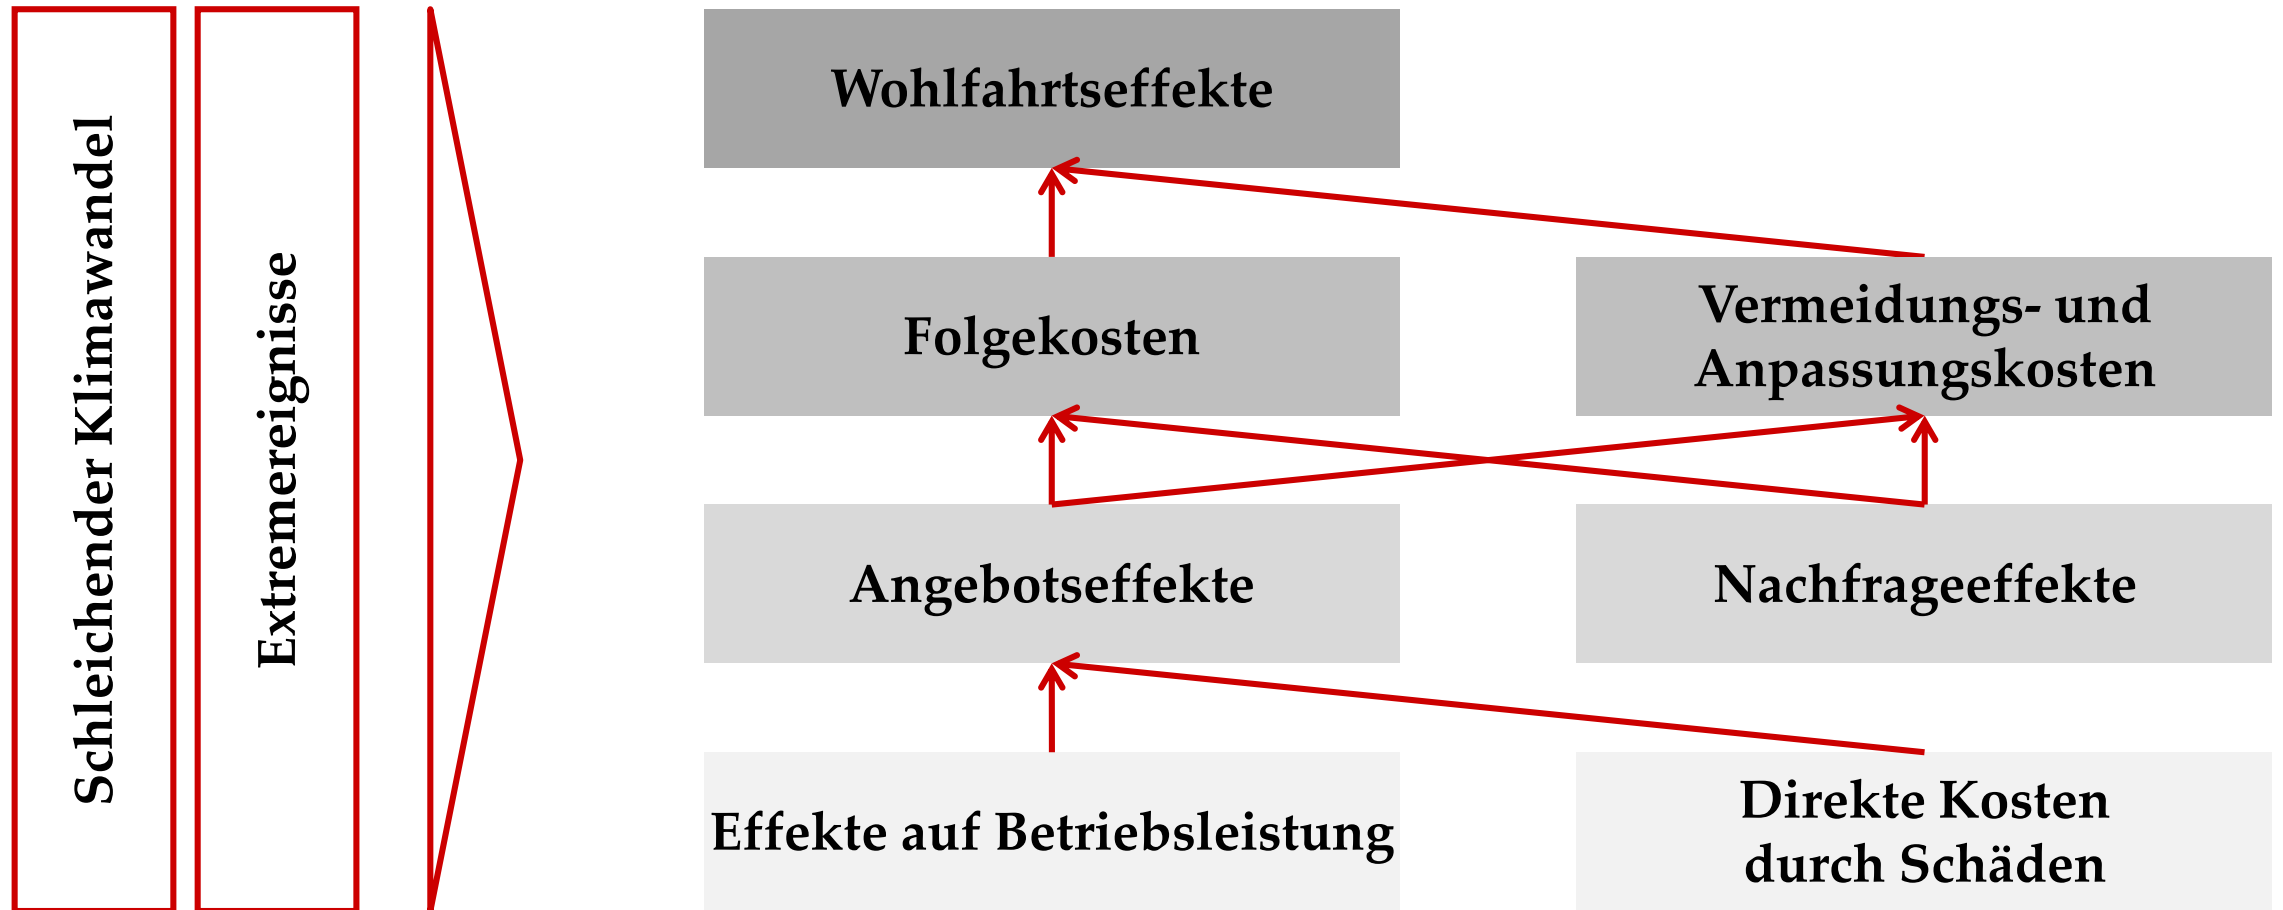 Schleichender Klimawandel
Extremereignisse
Wohlfahrtseffekte
Folgekosten
Vermeidungs- und
Anpassungskosten
Angebotseffekte
Nachfrageeffekte
Effekte auf Betriebsleistung
Direkte Kosten
durch Schäden